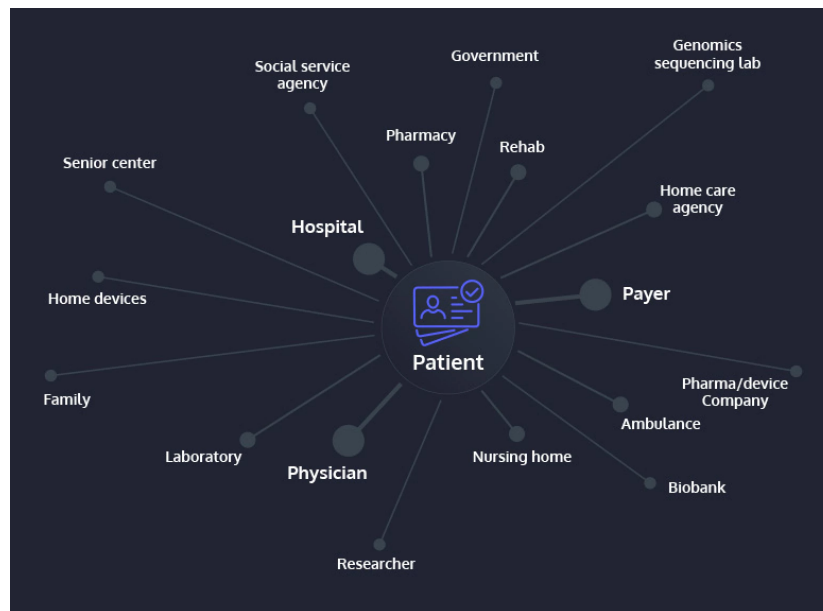 Government
Genomics
sequencing lab
Social service
agency
Pharmacy
Rehab
Senior center
Home care
agency
Hospital
Home devices
Payer
Patient
Family
Pharma/device
Company
Ambulance
Laboratory
Physician
Nursing home
Biobank
Researcher